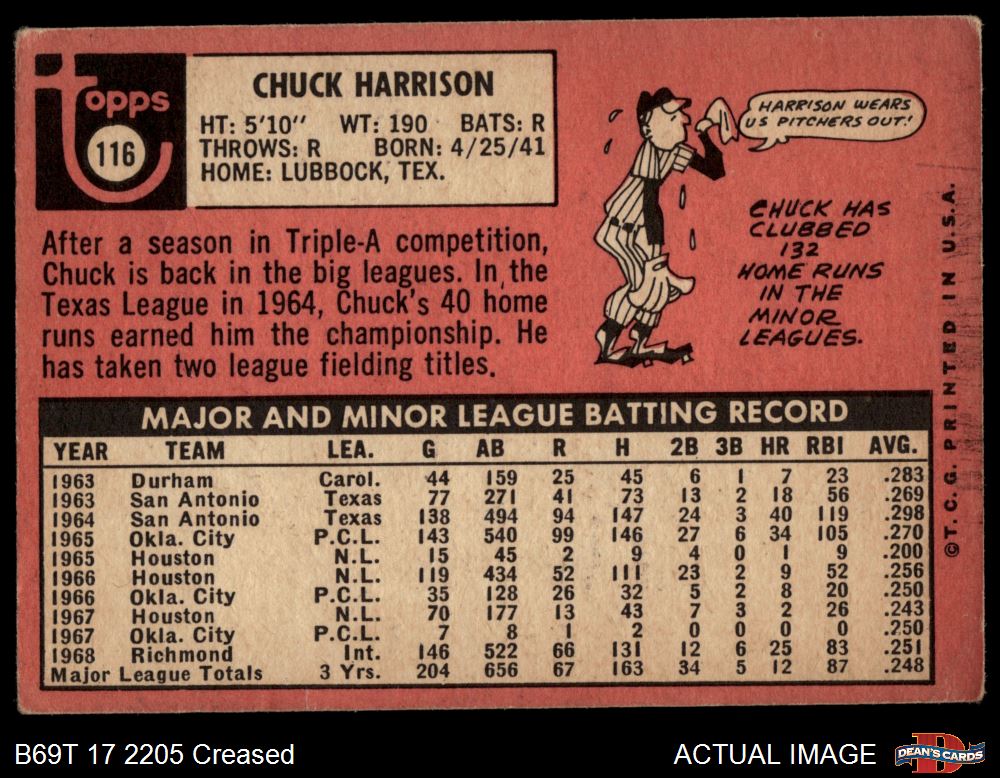 topps
116
CHUCK HARRISON
HT: 5'10" WT: 190 BATS: R
THROWS: R BORN: 4/25/41
HOME: LUBBOCK, TEX.
HARRISON WEARS
US PITCHERS OUT!
After a season in Triple-A competition,
Chuck is back in the big leagues. In the
Texas League in 1964, Chuck's 40 home
runs earned him the championship. He
has taken two league fielding titles.
CHUCK HAS
CLUBBED
132
HOME RUNS
IN THE
MINOR
LEAGUES.
©T.C.G. PRINTED IN U.S.A.
MAJOR AND MINOR LEAGUE BATTING RECORD
YEAR TEAM LEA. G AB R H 2B 3B HR RBI AVG.
1963 Durham Carol. 44 159 25 45 6 1 7 23 .283
1963 San Antonio Texas 77 271 41 73 13 2 18 56 .269
1964 San Antonio Texas 138 494 94 147 24 3 40 119 .298
1965 Okla. City P.C.L. 143 540 99 146 27 6 34 105 .270
1965 Houston N.L. 15 45 2 9 4 0 1 9 .200
1966 Houston N.L. 119 434 52 111 23 2 9 52 .256
1966 Okla. City P.C.L. 35 128 26 32 5 2 8 20 .250
1967 Houston N.L. 70 177 13 43 7 3 2 26 .243
1967 Okla. City P.C.L. 7 8 1 2 0 0 0 0 .250
1968 Richmond Int. 146 522 66 131 12 6 25 83 .251
Major League Totals 3 Yrs. 204 656 67 163 34 5 12 87 .248
B69T 17 2205 Creased
ACTUAL IMAGE
DEAN'S CARDS